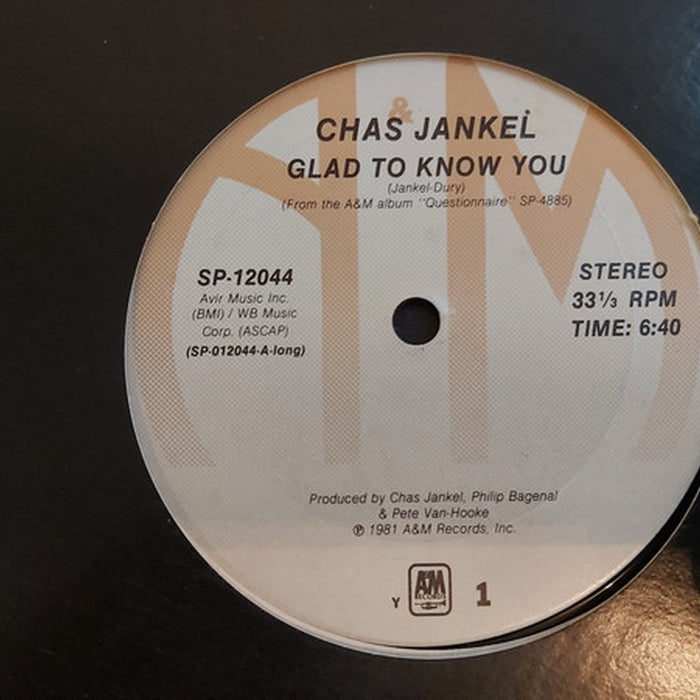 &
CHAS JANKEL
GLAD TO KNOW YOU
(Jankel-Dury)
(From the A&M album "Questionnaire" SP-4885)
SP-12044
Avir Music Inc.
(BMI) / WB Music
Corp. (ASCAP)
(SP-012044-A-long)
STEREO
33⅓ RPM
TIME: 6:40
Produced by Chas Jankel, Philip Bagenal
& Pete Van-Hooke
℗ 1981 A&M Records, Inc.
Y
A&M
RECORDS
1